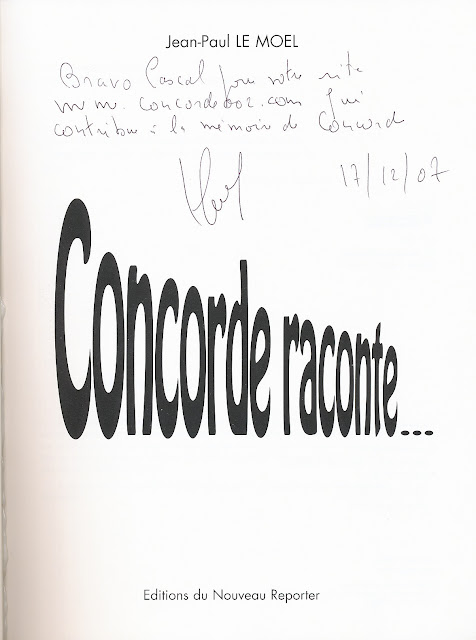 Jean-Paul LE MOEL
Bravo Pascal pour votre site
www.concorde002.com qui
contribue à la mémoire de Concorde
17/12/07
Concorde raconte...
Editions du Nouveau Reporter